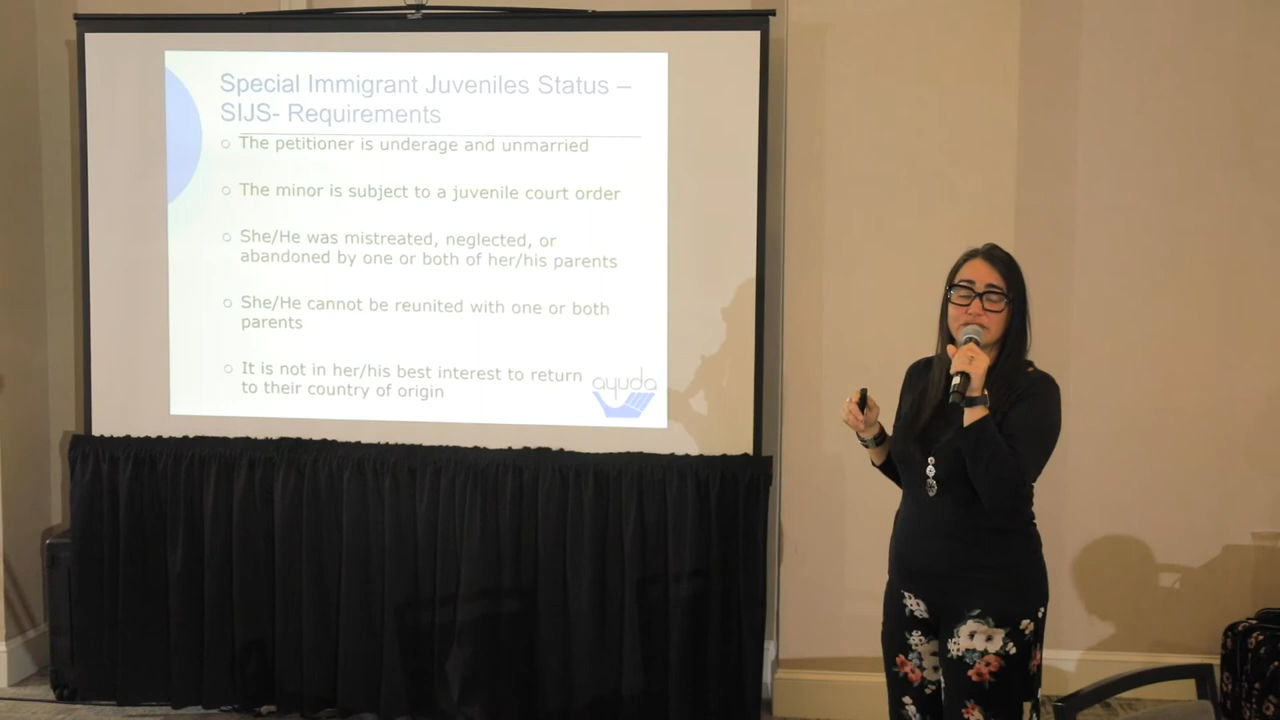 Special Immigrant Juveniles Status –
SIJS- Requirements
○ The petitioner is underage and unmarried
○ The minor is subject to a juvenile court order
○ She/He was mistreated, neglected, or
abandoned by one or both of her/his parents
○ She/He cannot be reunited with one or both
parents
○ It is not in her/his best interest to return
to their country of origin
ayuda